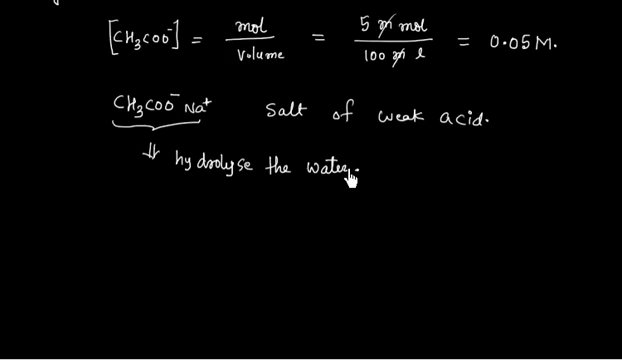 [CH₃COO⁻] = mol / Volume = 5 m mol / 100 m l = 0.05 M.
CH₃COO⁻ Na⁺ Salt of weak acid.
⇓ hydrolyse the water.